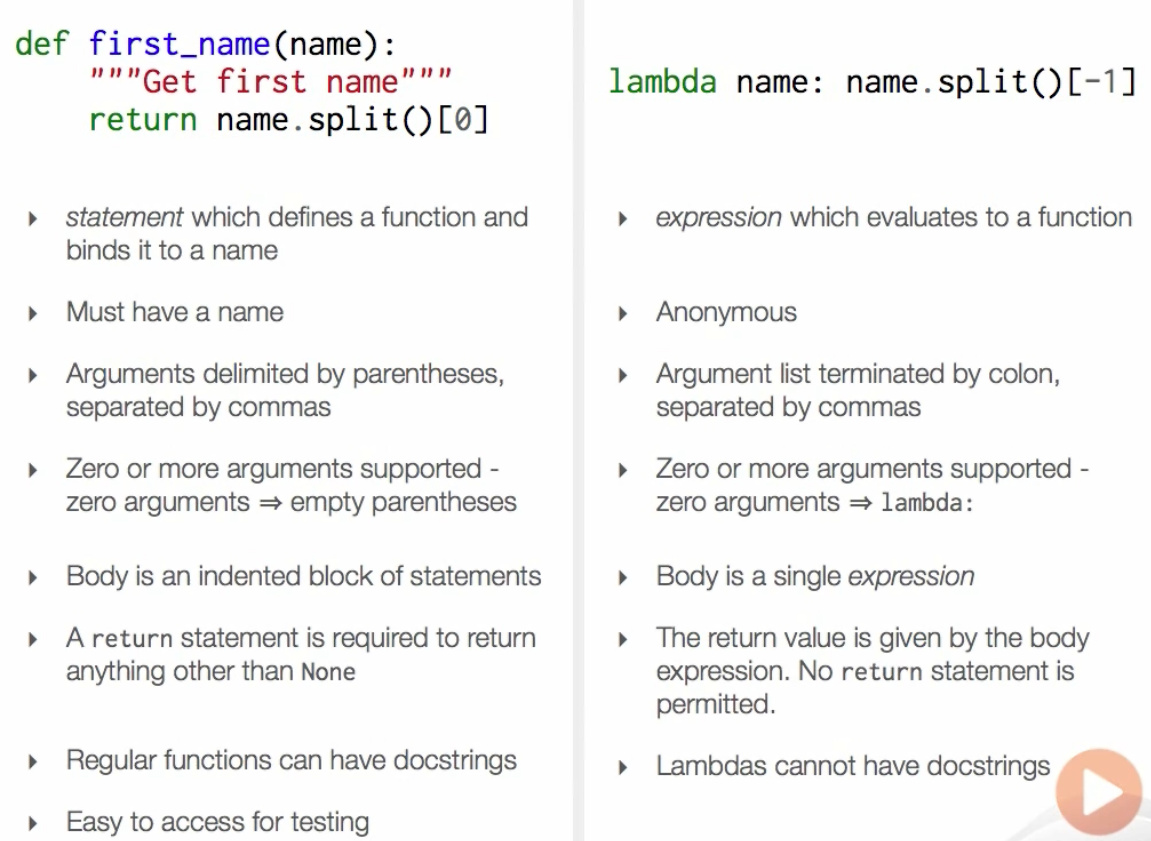 def first_name(name):
"""Get first name"""
return name.split()[0]
statement which defines a function and
binds it to a name
Must have a name
Arguments delimited by parentheses,
separated by commas
Zero or more arguments supported -
zero arguments ⇒ empty parentheses
Body is an indented block of statements
A return statement is required to return
anything other than None
Regular functions can have docstrings
Easy to access for testing
lambda name: name.split()[-1]
expression which evaluates to a function
Anonymous
Argument list terminated by colon,
separated by commas
Zero or more arguments supported -
zero arguments ⇒ lambda:
Body is a single expression
The return value is given by the body
expression. No return statement is
permitted.
Lambdas cannot have docstrings